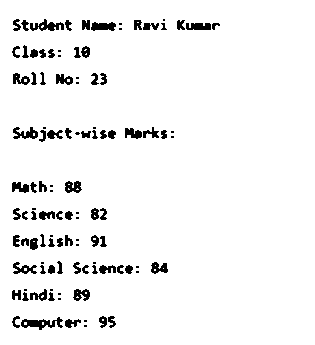 Student Name: Ravi Kumar
Class: 10
Roll No: 23
Subject-wise Marks:
Math: 88
Science: 82
English: 91
Social Science: 84
Hindi: 89
Computer: 95